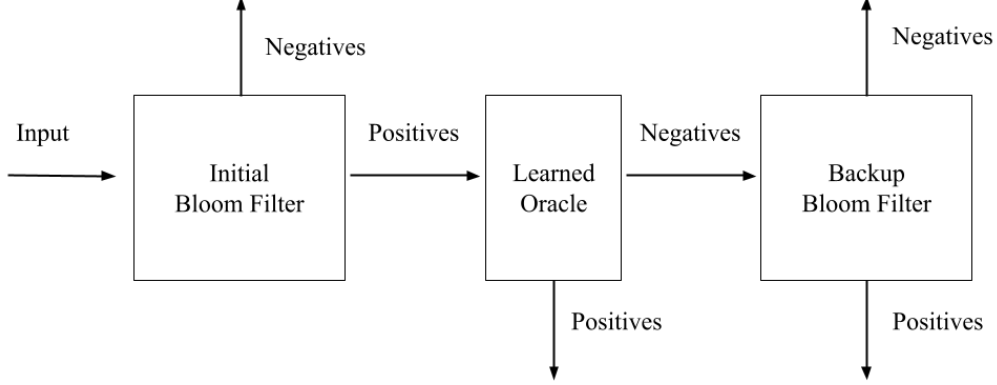 Input
Negatives
Initial
Bloom Filter
Positives
Learned
Oracle
Positives
Negatives
Negatives
Backup
Bloom Filter
Positives